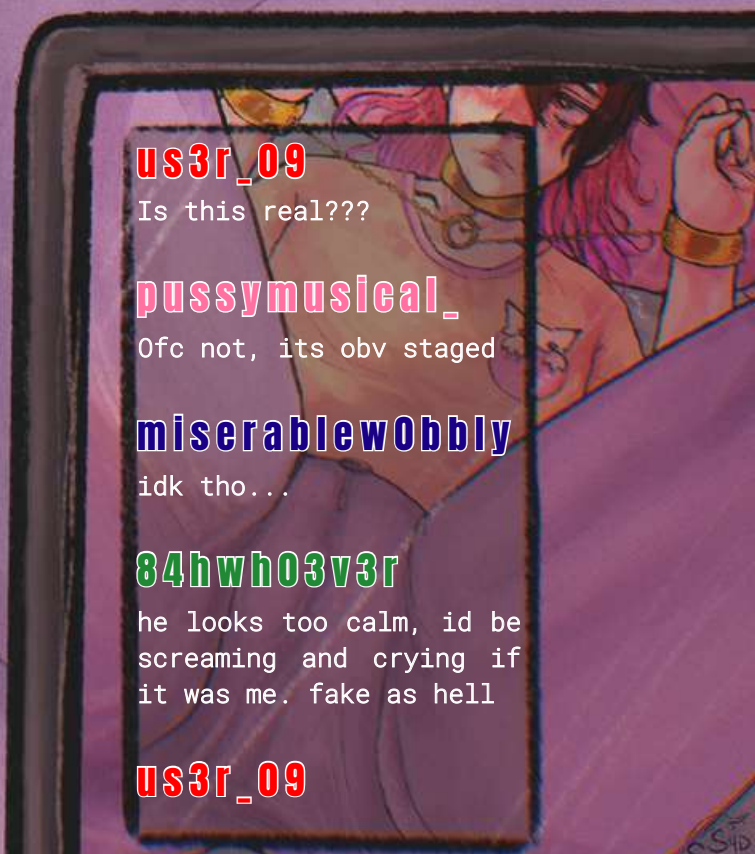 us3r_09
Is this real???
pussymusical_
Ofc not, its obv staged
miserablew0bbly
idk tho...
84hwh03v3r
he looks too calm, id be
screaming and crying if
it was me. fake as hell
us3r_09